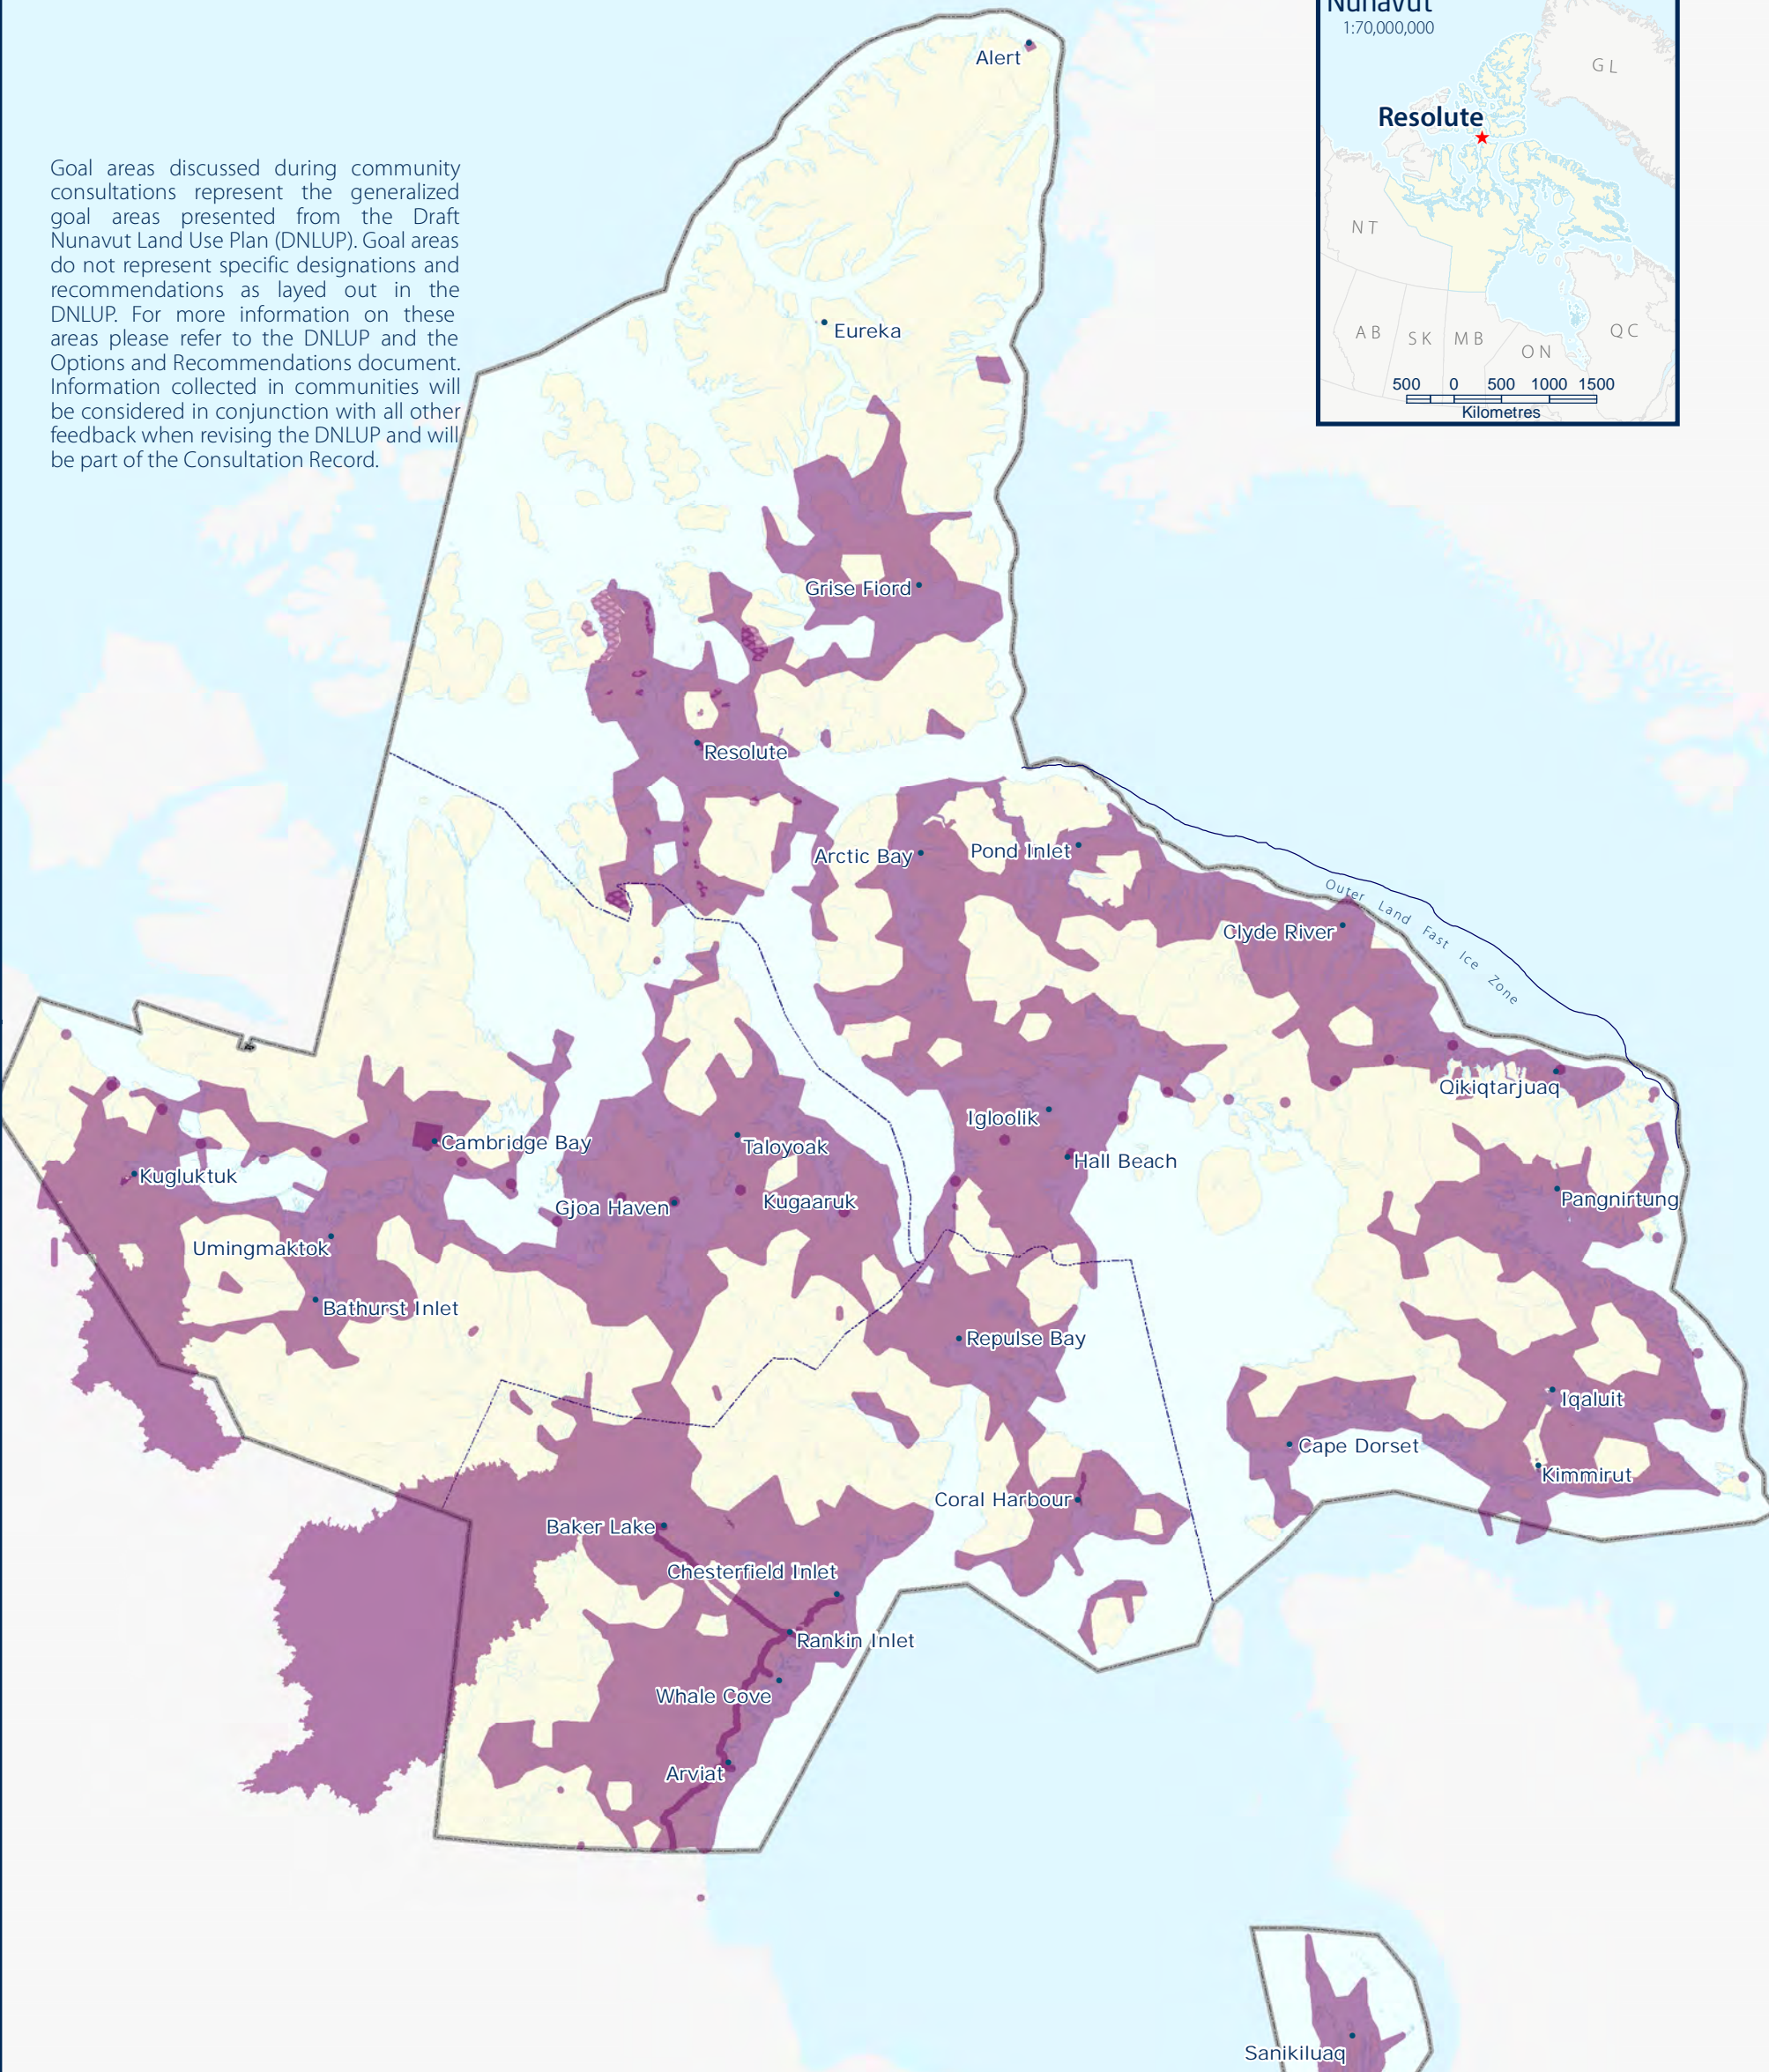 Nunavut
1:70,000,000
GL
Resolute
NT
AB
SK
MB
ON
QC
500 0 500 1000 1500
Kilometres
Goal areas discussed during community
consultations represent the generalized
goal areas presented from the Draft
Nunavut Land Use Plan (DNLUP). Goal areas
do not represent specific designations and
recommendations as layed out in the
DNLUP. For more information on these
areas please refer to the DNLUP and the
Options and Recommendations document.
Information collected in communities will
be considered in conjunction with all other
feedback when revising the DNLUP and will
be part of the Consultation Record.
Alert
Eureka
Grise Fiord
Resolute
Arctic Bay
Pond Inlet
Outer Land Fast Ice Zone
Clyde River
Qikiqtarjuaq
Igloolik
Cambridge Bay
Taloyoak
Hall Beach
Kugluktuk
Gjoa Haven
Kugaaruk
Pangnirtung
Umingmaktok
Bathurst Inlet
Repulse Bay
Iqaluit
Cape Dorset
Kimmirut
Coral Harbour
Baker Lake
Chesterfield Inlet
Rankin Inlet
Whale Cove
Arviat
Sanikiluaq